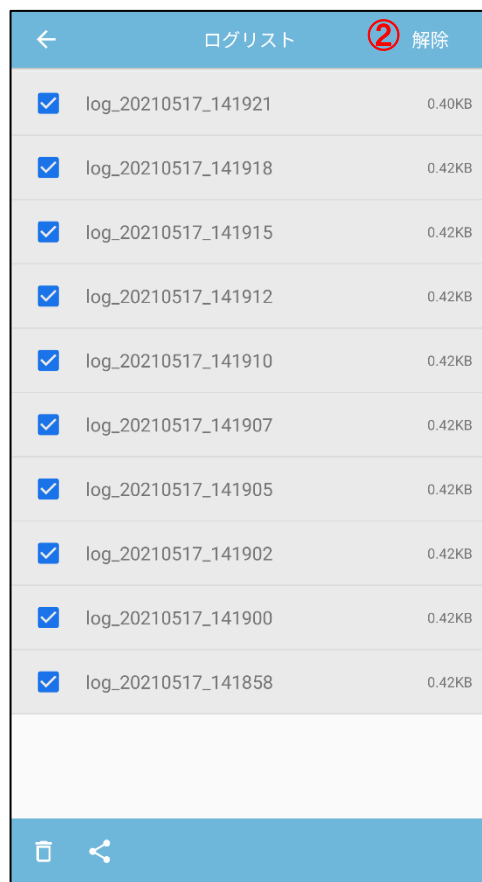 ログリスト ② 解除
log_20210517_141921 0.40KB
log_20210517_141918 0.42KB
log_20210517_141915 0.42KB
log_20210517_141912 0.42KB
log_20210517_141910 0.42KB
log_20210517_141907 0.42KB
log_20210517_141905 0.42KB
log_20210517_141902 0.42KB
log_20210517_141900 0.42KB
log_20210517_141858 0.42KB